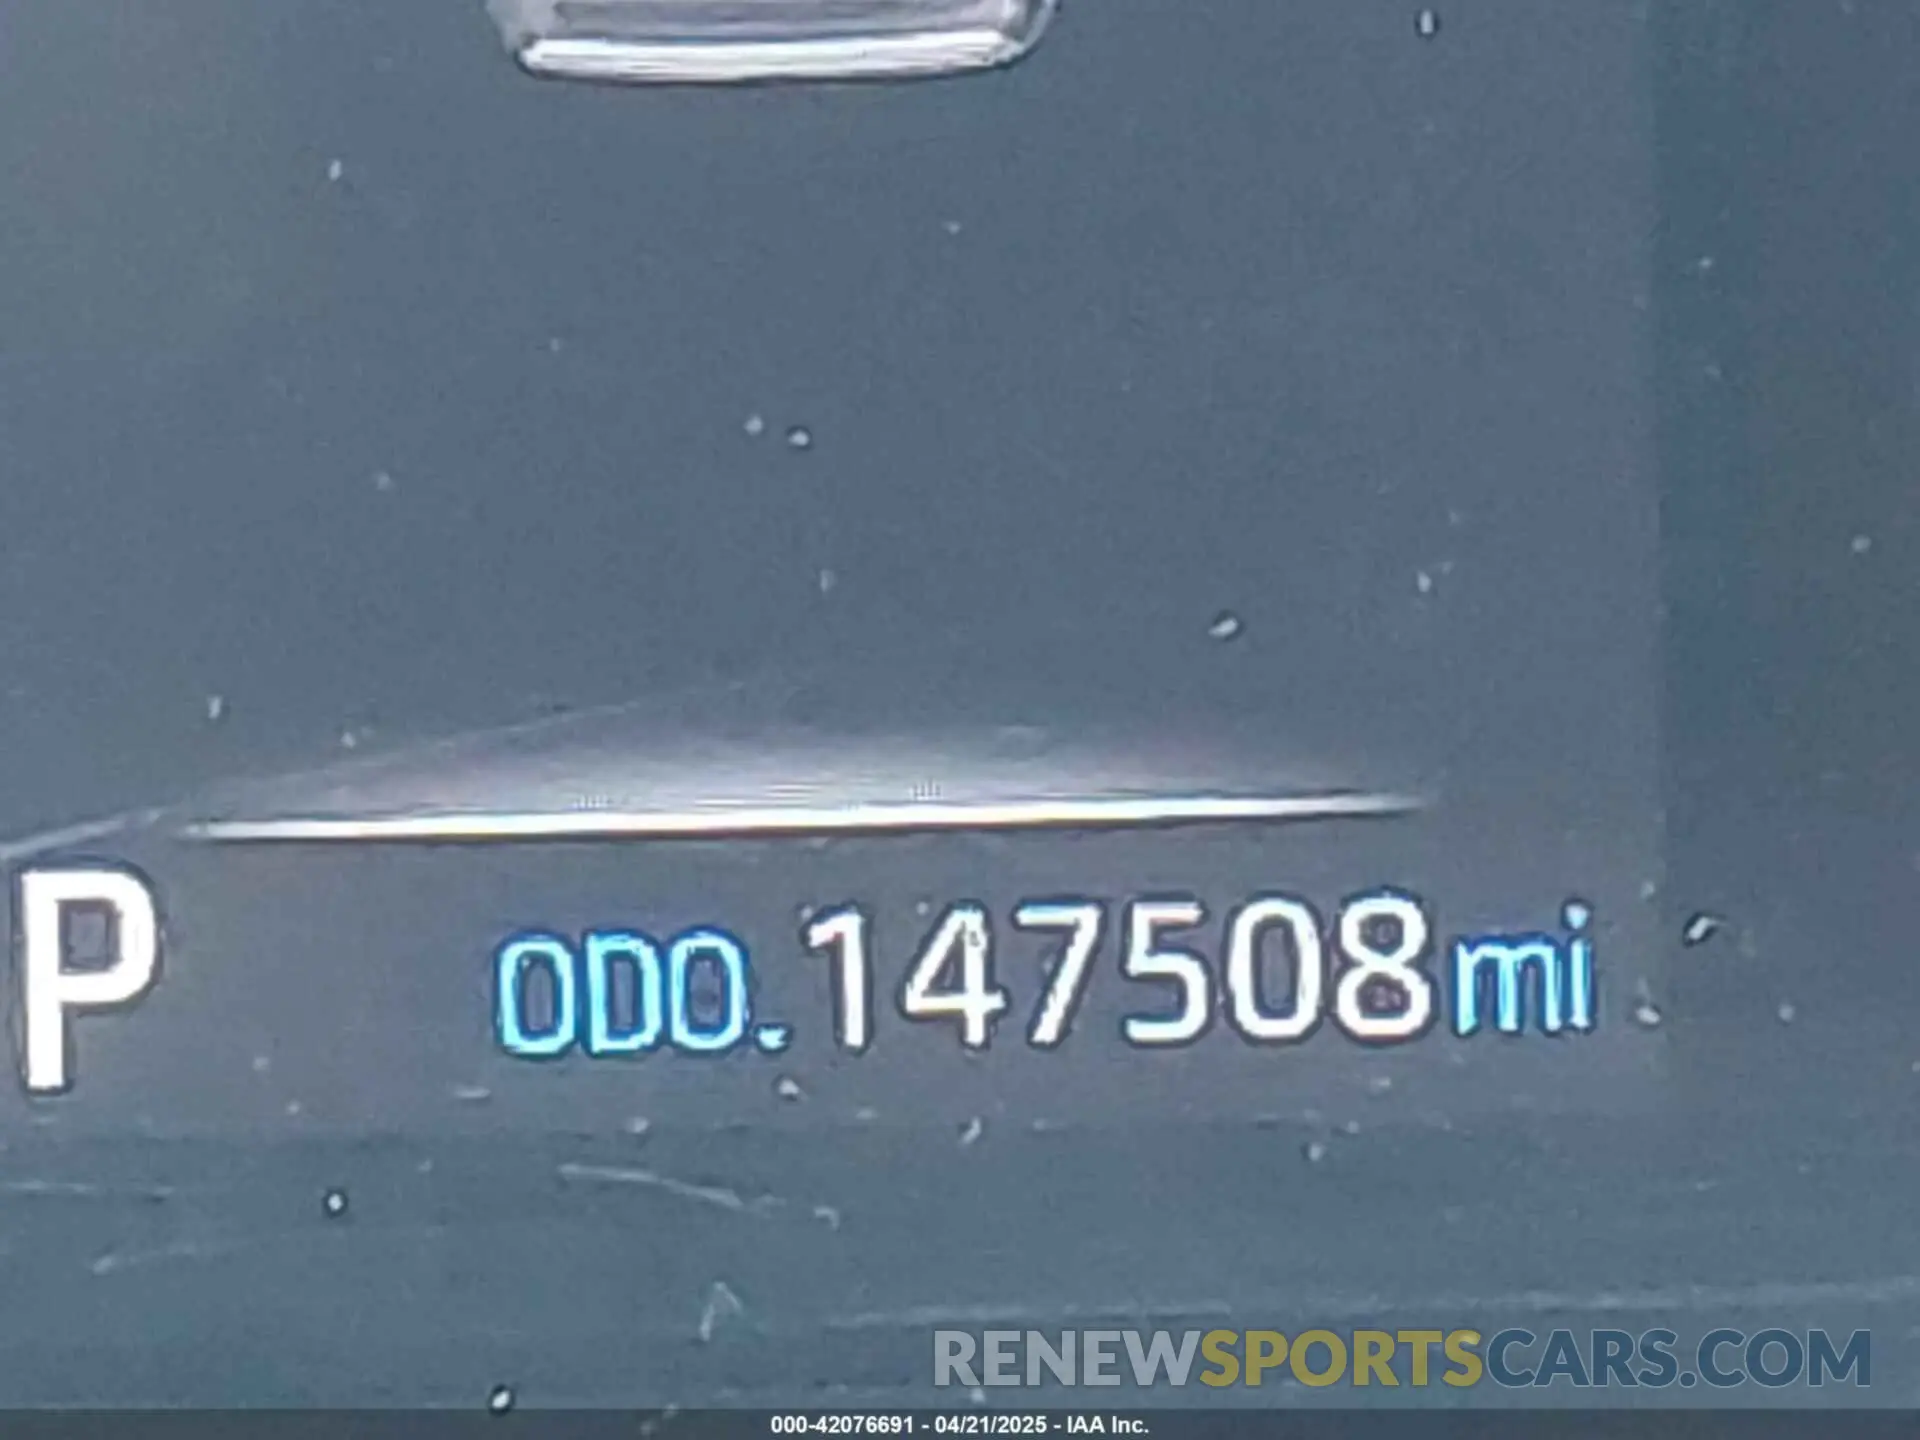 P ODO. 147508 mi
RENEWSPORTSCARS.COM
000-42076691 - 04/21/2025 - IAA Inc.